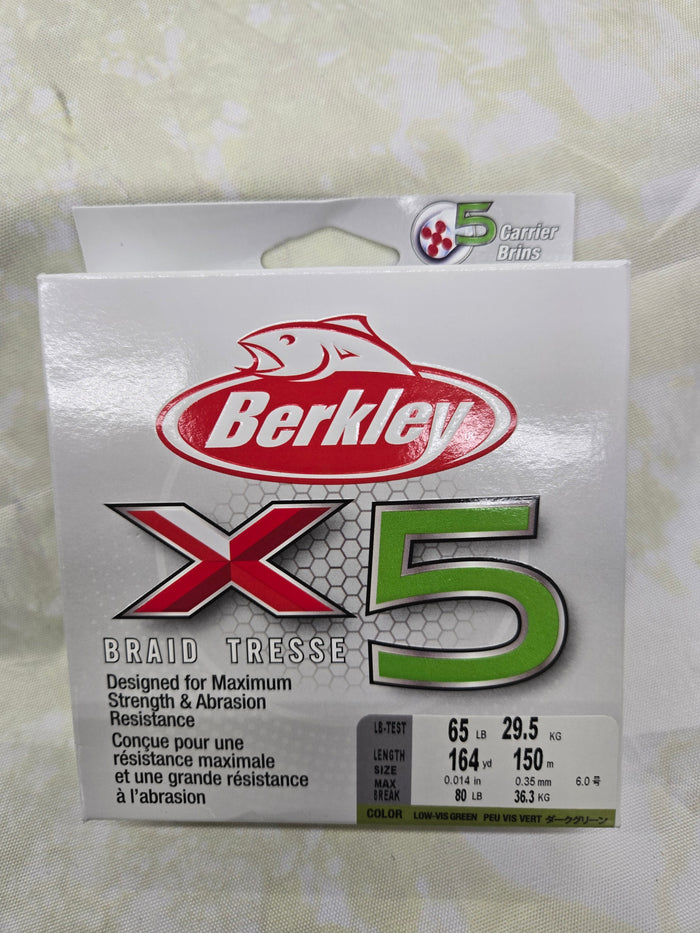 5 Carrier
Brins
Berkley
X5
BRAID TRESSE
Designed for Maximum
Strength & Abrasion
Resistance
Conçue pour une
résistance maximale
et une grande résistance
à l'abrasion
LB-TEST 65 LB 29.5 KG
LENGTH 164 yd 150 m
SIZE 0.014 in 0.35 mm 6.0号
MAX BREAK 80 LB 36.3 KG
COLOR LOW-VIS GREEN PEU VIS VERT ダークグリーン